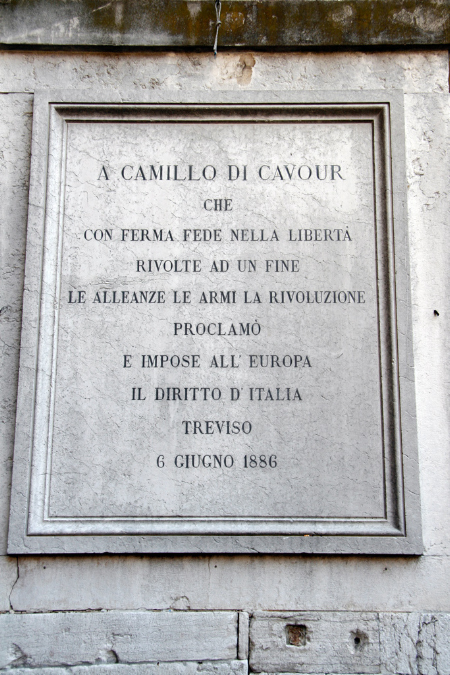 A CAMILLO DI CAVOUR
CHE
CON FERMA FEDE NELLA LIBERTÀ
RIVOLTE AD UN FINE
LE ALLEANZE LE ARMI LA RIVOLUZIONE
PROCLAMÒ
E IMPOSE ALL' EUROPA
IL DIRITTO D' ITALIA
TREVISO
6 GIUGNO 1886